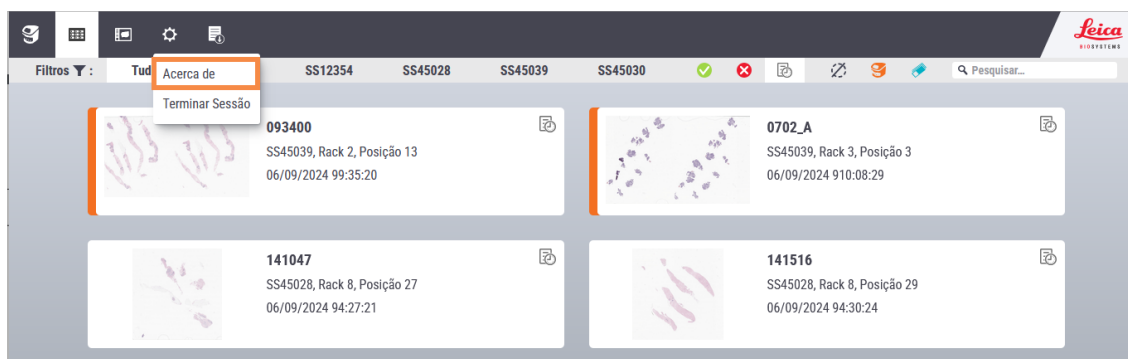 Leica
BIOSYSTEMS
Filtros : Tud SS12354 SS45028 SS45039 SS45030 Pesquisar...
Acerca de
Terminar Sessão
093400
SS45039, Rack 2, Posição 13
06/09/2024 99:35:20
0702_A
SS45039, Rack 3, Posição 3
06/09/2024 910:08:29
141047
SS45028, Rack 8, Posição 27
06/09/2024 94:27:21
141516
SS45028, Rack 8, Posição 29
06/09/2024 94:30:24